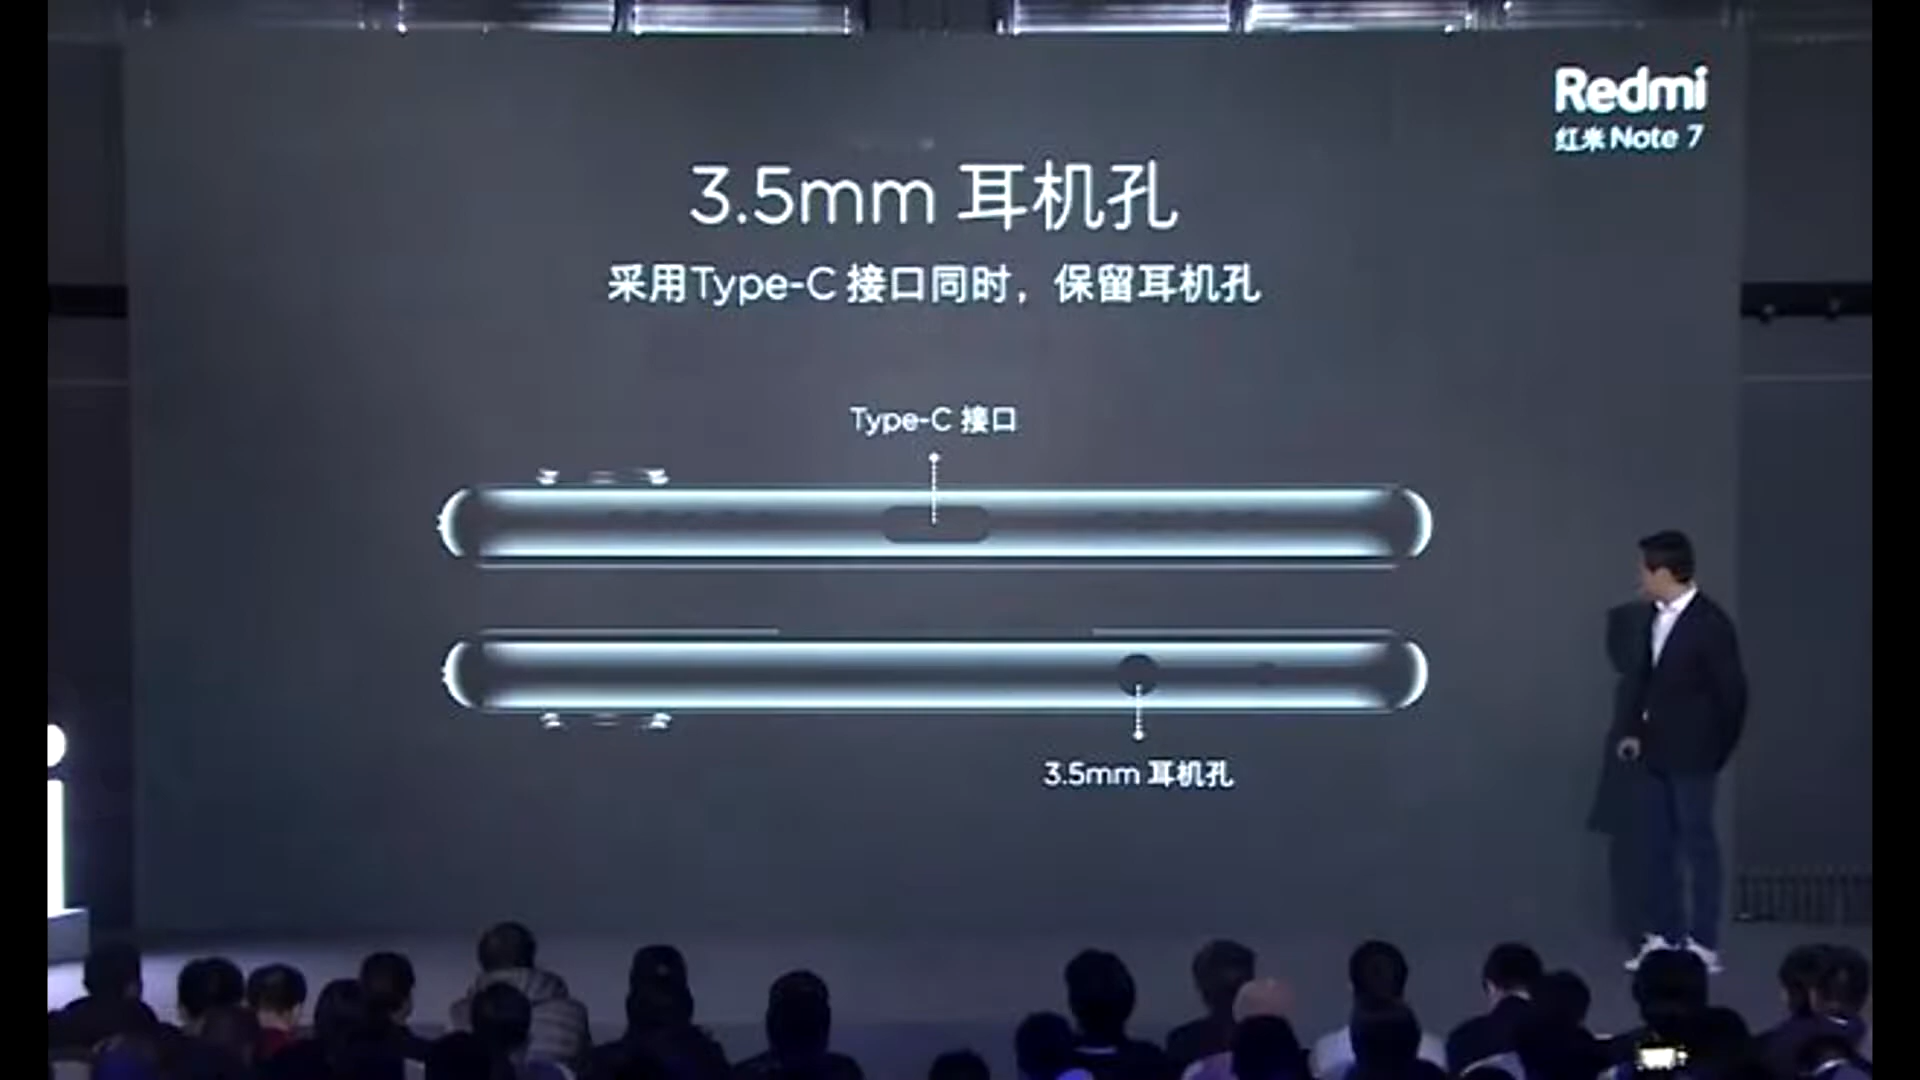 Redmi
红米 Note 7
3.5mm 耳机孔
采用Type-C 接口同时，保留耳机孔
Type-C 接口
3.5mm 耳机孔